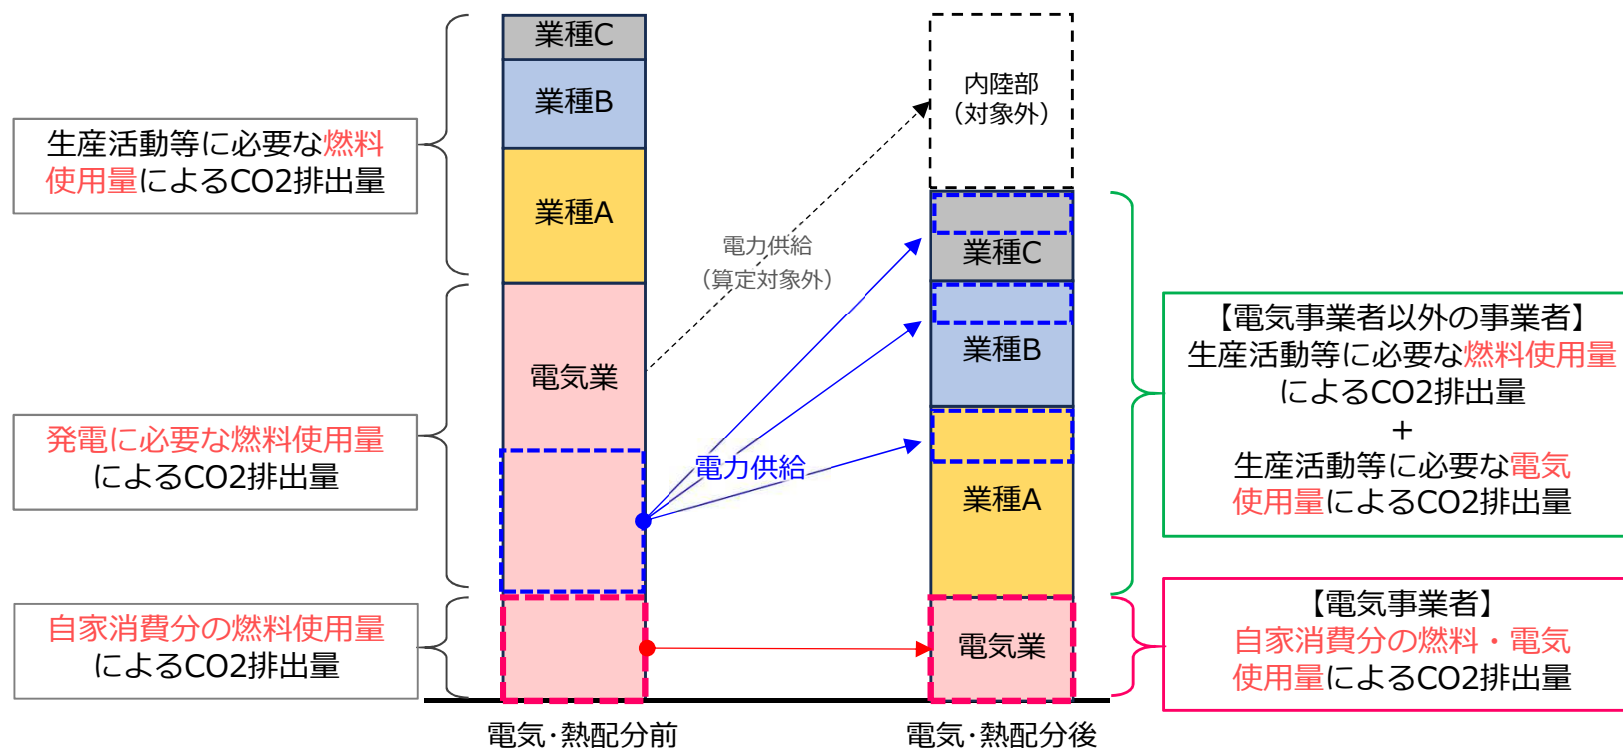 生産活動等に必要な燃料
使用量によるCO2排出量
発電に必要な燃料使用量
によるCO2排出量
自家消費分の燃料使用量
によるCO2排出量
業種C
業種B
業種A
電気業
電気・熱配分前
電力供給
（算定対象外）
電力供給
内陸部
（対象外）
業種C
業種B
業種A
電気業
電気・熱配分後
【電気事業者以外の事業者】
生産活動等に必要な燃料使用量
によるCO2排出量
+
生産活動等に必要な電気
使用量によるCO2排出量
【電気事業者】
自家消費分の燃料・電気
使用量によるCO2排出量